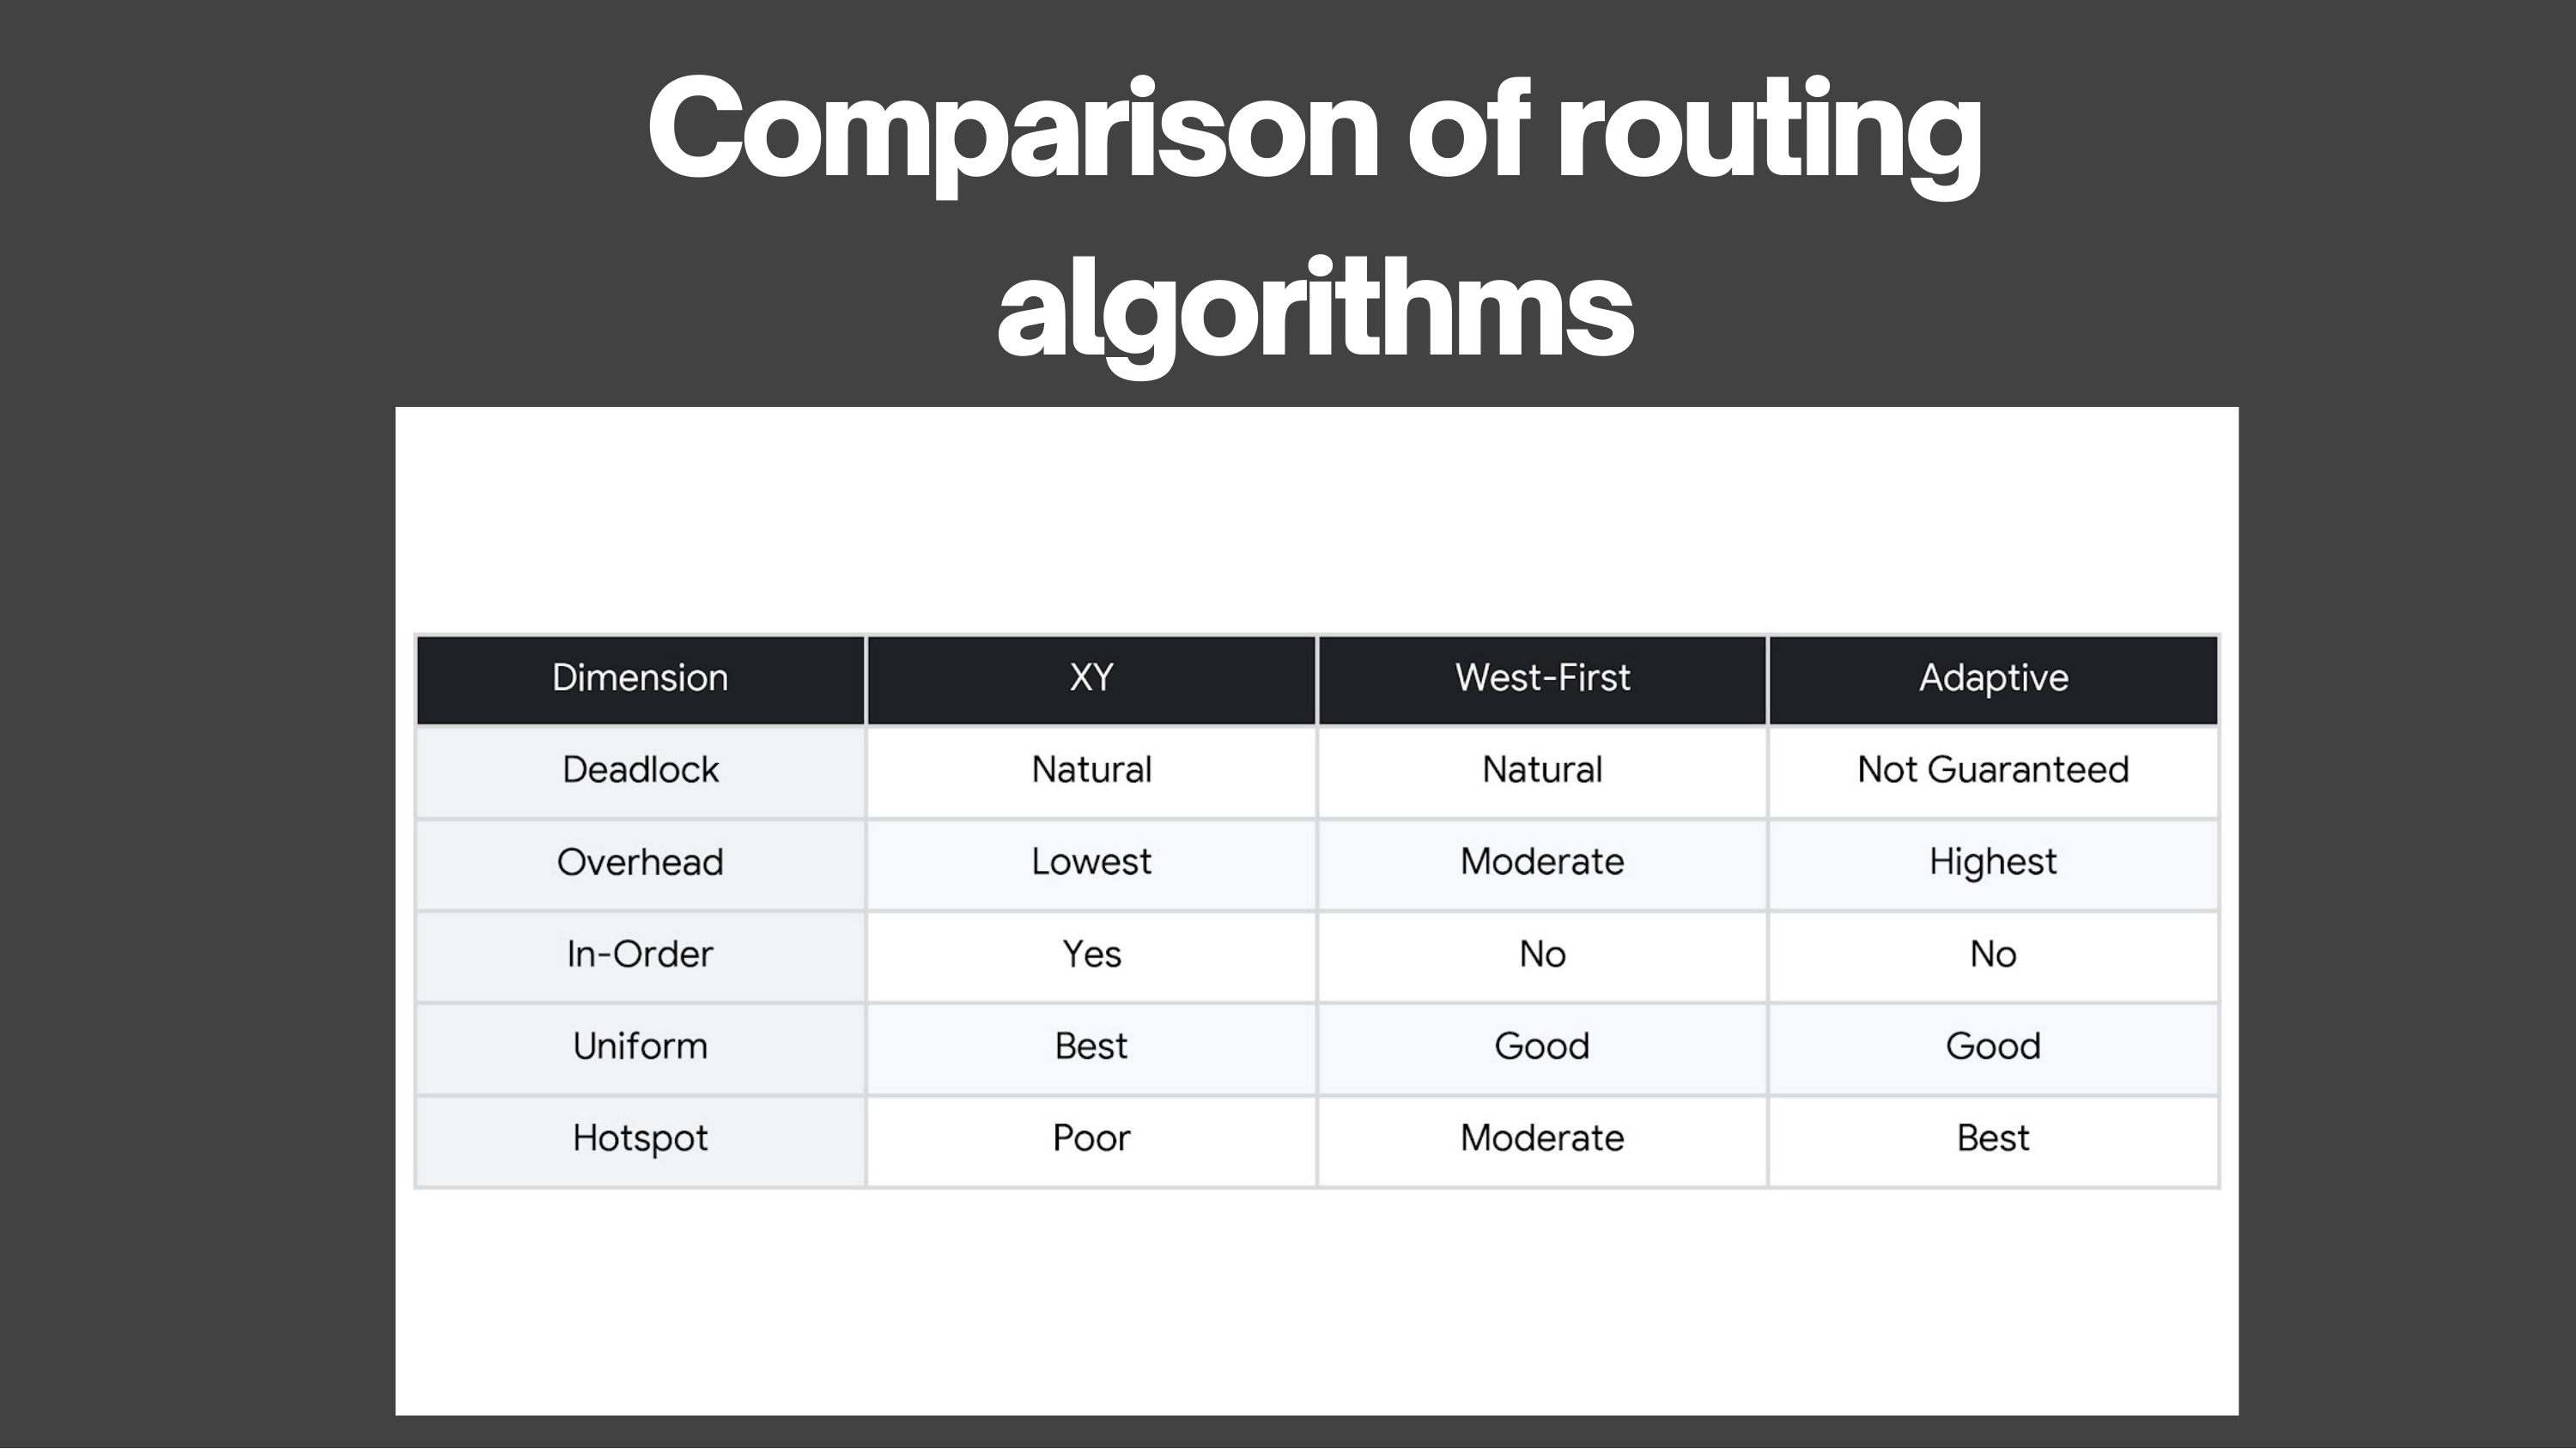 Comparison of routing
algorithms
Dimension XY West-First Adaptive
Deadlock Natural Natural Not Guaranteed
Overhead Lowest Moderate Highest
In-Order Yes No No
Uniform Best Good Good
Hotspot Poor Moderate Best